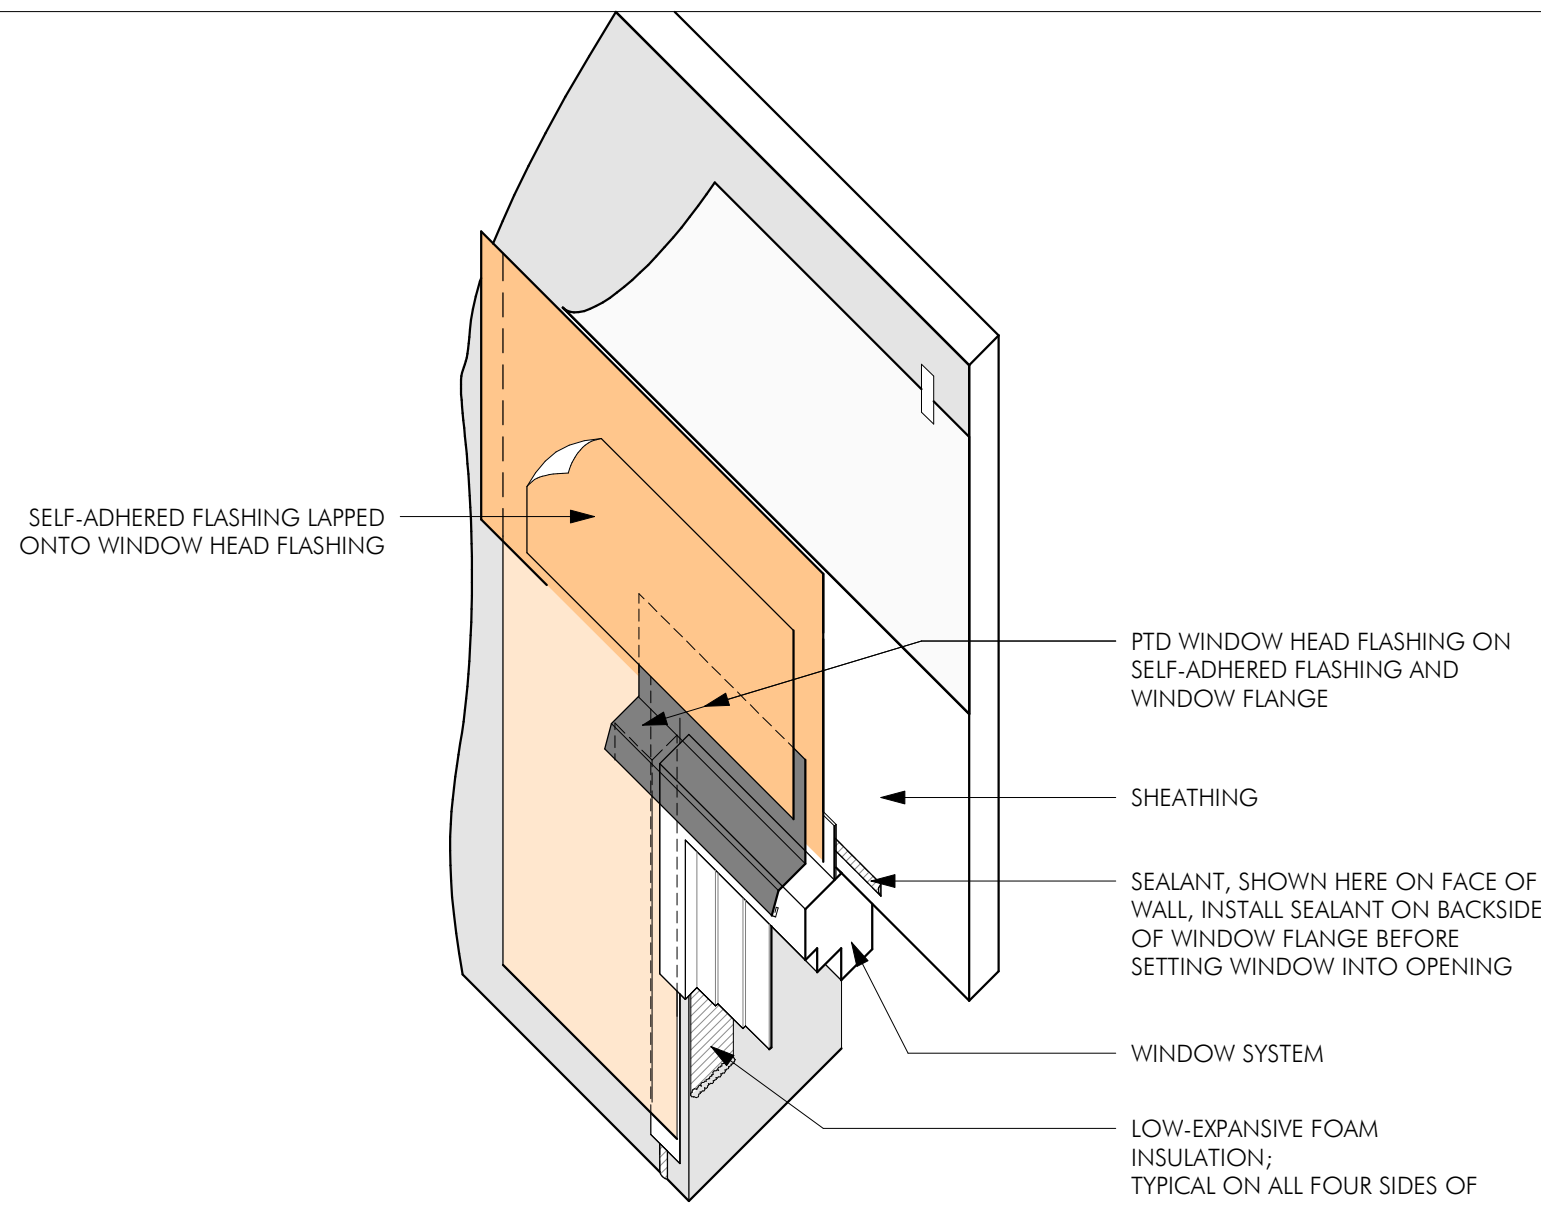 SELF-ADHERED FLASHING LAPPED
ONTO WINDOW HEAD FLASHING
PTD WINDOW HEAD FLASHING ON
SELF-ADHERED FLASHING AND
WINDOW FLANGE
SHEATHING
SEALANT, SHOWN HERE ON FACE OF
WALL, INSTALL SEALANT ON BACKSIDE
OF WINDOW FLANGE BEFORE
SETTING WINDOW INTO OPENING
WINDOW SYSTEM
LOW-EXPANSIVE FOAM
INSULATION;
TYPICAL ON ALL FOUR SIDES OF